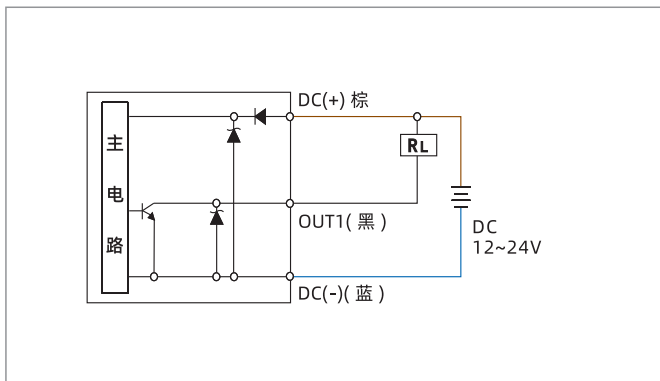 DC(+) 棕
主电路
RL
OUT1( 黑 )
DC
12~24V
DC(-)( 蓝 )